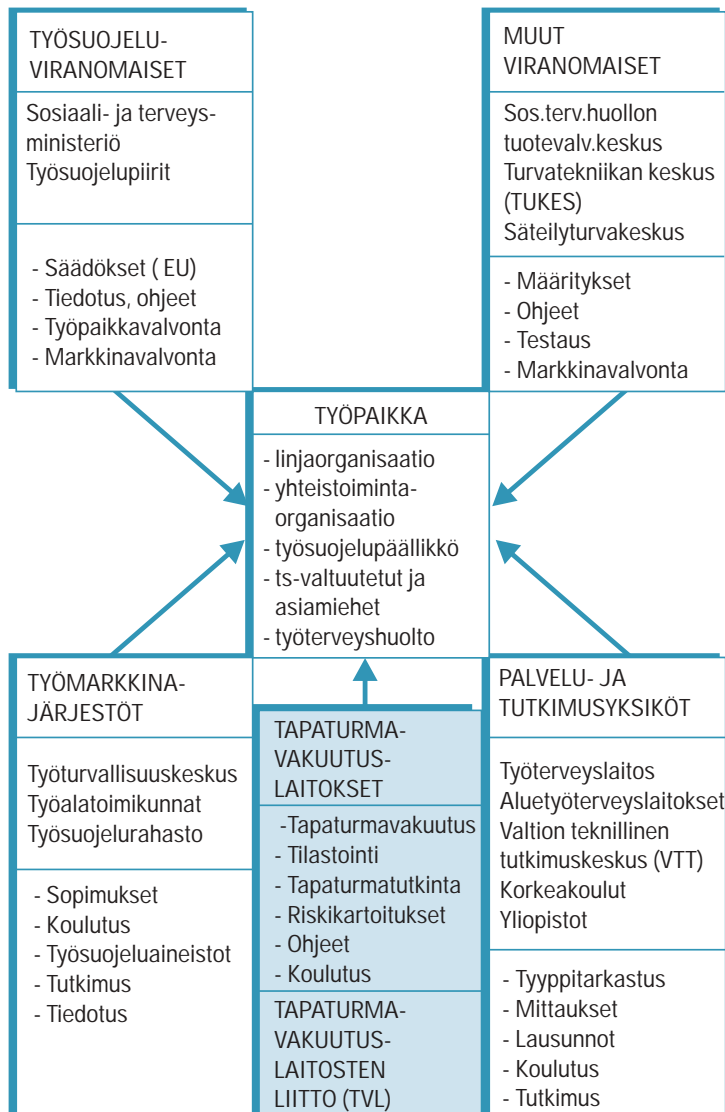 TYÖSUOJELU-
VIRANOMAISET
Sosiaali- ja terveys-
ministeriö
Työsuojelupiirit
- Säädökset ( EU)
- Tiedotus, ohjeet
- Työpaikkavalvonta
- Markkinavalvonta
MUUT
VIRANOMAISET
Sos.terv.huollon
tuotevalv.keskus
Turvatekniikan keskus
(TUKES)
Säteilyturvakeskus
- Määritykset
- Ohjeet
- Testaus
- Markkinavalvonta
TYÖPAIKKA
- linjaorganisaatio
- yhteistoiminta-
organisaatio
- työsuojelupäällikkö
- ts-valtuutetut ja
asiamiehet
- työterveyshuolto
TYÖMARKKINA-
JÄRJESTÖT
Työturvallisuuskeskus
Työalatoimikunnat
Työsuojelurahasto
- Sopimukset
- Koulutus
- Työsuojeluaineistot
- Tutkimus
- Tiedotus
TAPATURMA-
VAKUUTUS-
LAITOKSET
-Tapaturmavakuutus
- Tilastointi
- Tapaturmatutkinta
- Riskikartoitukset
- Ohjeet
- Koulutus
TAPATURMA-
VAKUUTUS-
LAITOSTEN
LIITTO (TVL)
PALVELU- JA
TUTKIMUSYKSIKÖT
Työterveyslaitos
Aluetyöterveyslaitokset
Valtion teknillinen
tutkimuskeskus (VTT)
Korkeakoulut
Yliopistot
- Tyyppitarkastus
- Mittaukset
- Lausunnot
- Koulutus
- Tutkimus